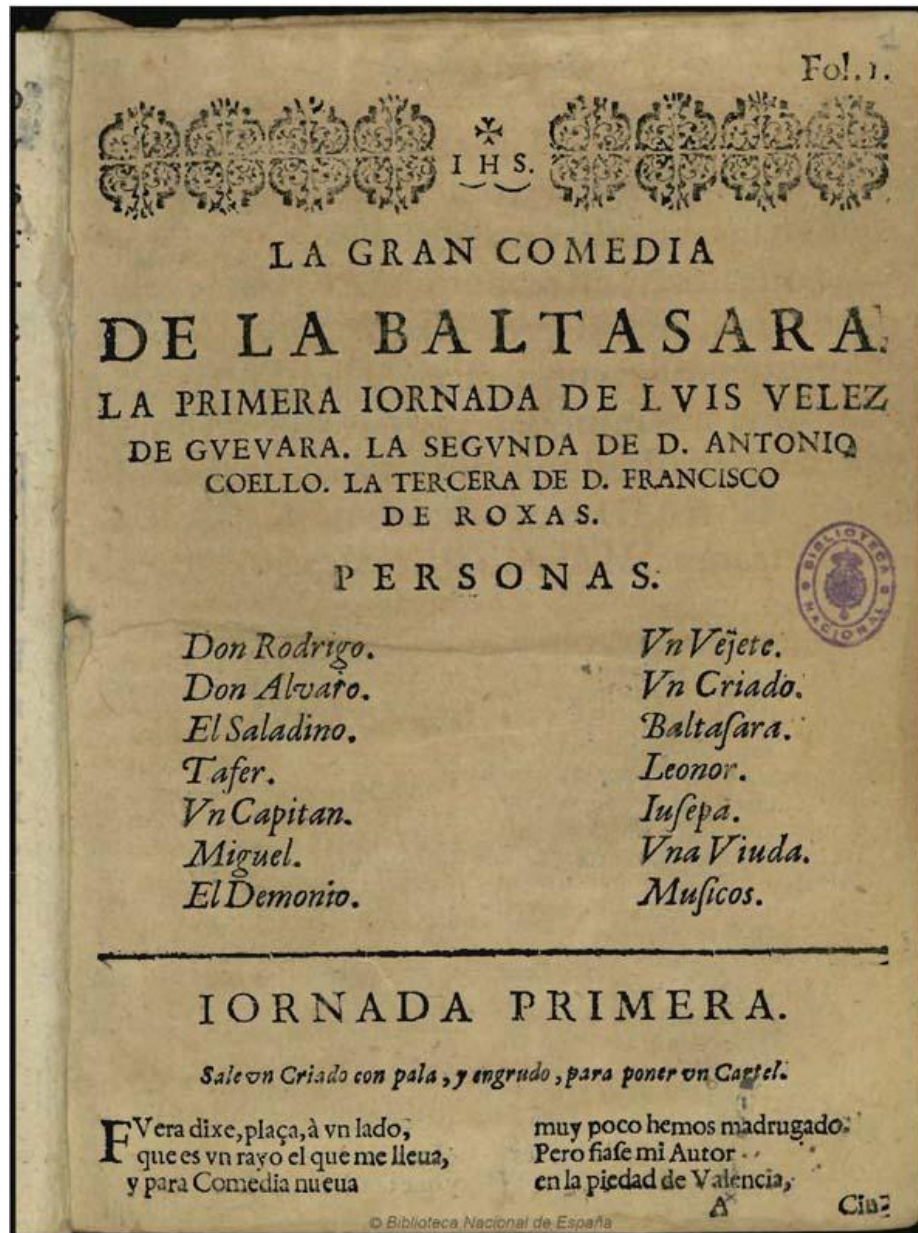 Fol. 1.
I H S.
LA GRAN COMEDIA
DE LA BALTASARA.
LA PRIMERA IORNADA DE LVIS VELEZ
DE GVEVARA. LA SEGVNDA DE D. ANTONIO
COELLO. LA TERCERA DE D. FRANCISCO
DE ROXAS.
PERSONAS.
BIBLIOTECA NACIONAL
Don Rodrigo.
Don Alvaro.
El Saladino.
Tafer.
Vn Capitan.
Miguel.
El Demonio.
Vn Vejete.
Vn Criado.
Baltaſara.
Leonor.
Iuſepa.
Vna Viuda.
Muſicos.
IORNADA PRIMERA.
Sale vn Criado con pala, y engrudo, para poner vn Cartel.
FVera dixe, plaça, à vn lado,
que es vn rayo el que me lleua,
y para Comedia nueua
muy poco hemos madrugado.
Pero fiaſe mi Autor
en la piedad de Valencia,
A
Ciu-
© Biblioteca Nacional de España